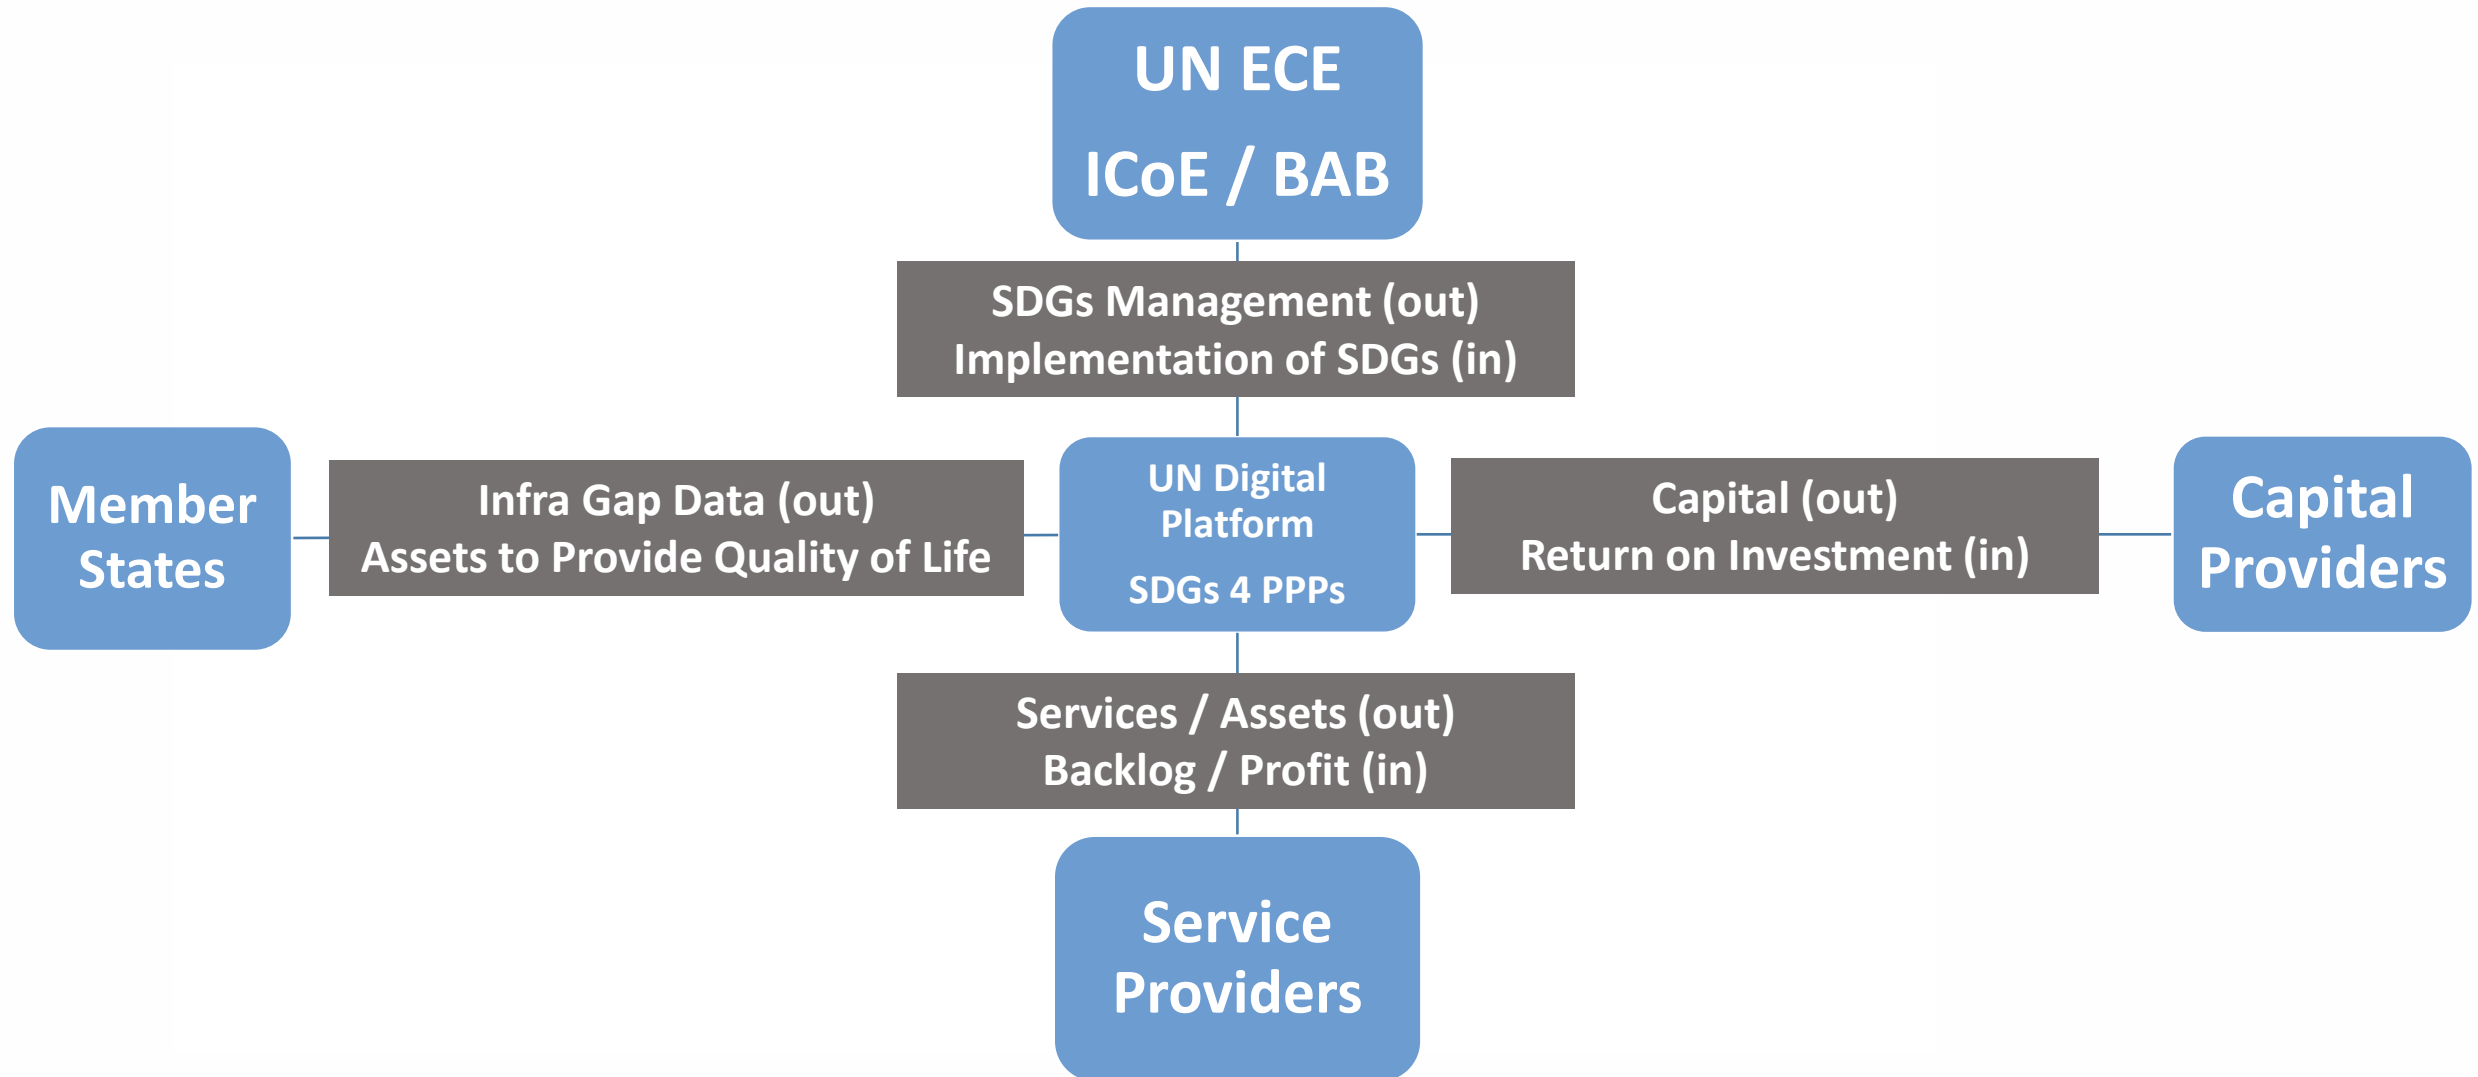 UN ECE
ICoE / BAB
SDGs Management (out)
Implementation of SDGs (in)
Member
States
Infra Gap Data (out)
Assets to Provide Quality of Life
UN Digital
Platform
SDGs 4 PPPs
Capital (out)
Return on Investment (in)
Capital
Providers
Services / Assets (out)
Backlog / Profit (in)
Service
Providers